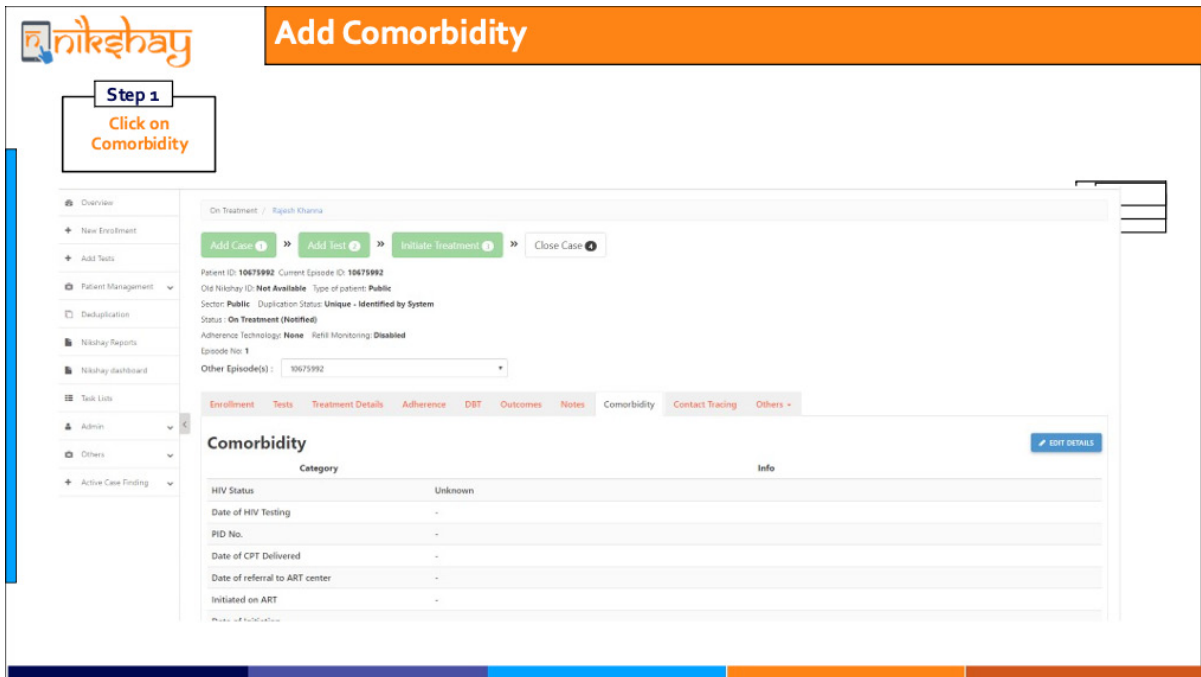 nikshay
Add Comorbidity
Step 1
Click on
Comorbidity
Overview
New Enrollment
Add Tests
Patient Management
Deduplication
Nikshay Reports
Nikshay dashboard
Task Lists
Admin
Others
Active Case Finding
On Treatment / Rajesh Khanna
Add Case 1 » Add Test 2 » Initiate Treatment 3 » Close Case 4
Patient ID: 10675992 Current Episode ID: 10675992
Old Nikshay ID: Not Available Type of patient: Public
Sector: Public Duplication Status: Unique - Identified by System
Status : On Treatment (Notified)
Adherence Technology: None Refill Monitoring: Disabled
Episode No: 1
Other Episode(s) : 10675992
Enrollment Tests Treatment Details Adherence DBT Outcomes Notes Comorbidity Contact Tracing Others
Comorbidity
EDIT DETAILS
Category Info
HIV Status Unknown
Date of HIV Testing -
PID No. -
Date of CPT Delivered -
Date of referral to ART center -
Initiated on ART -